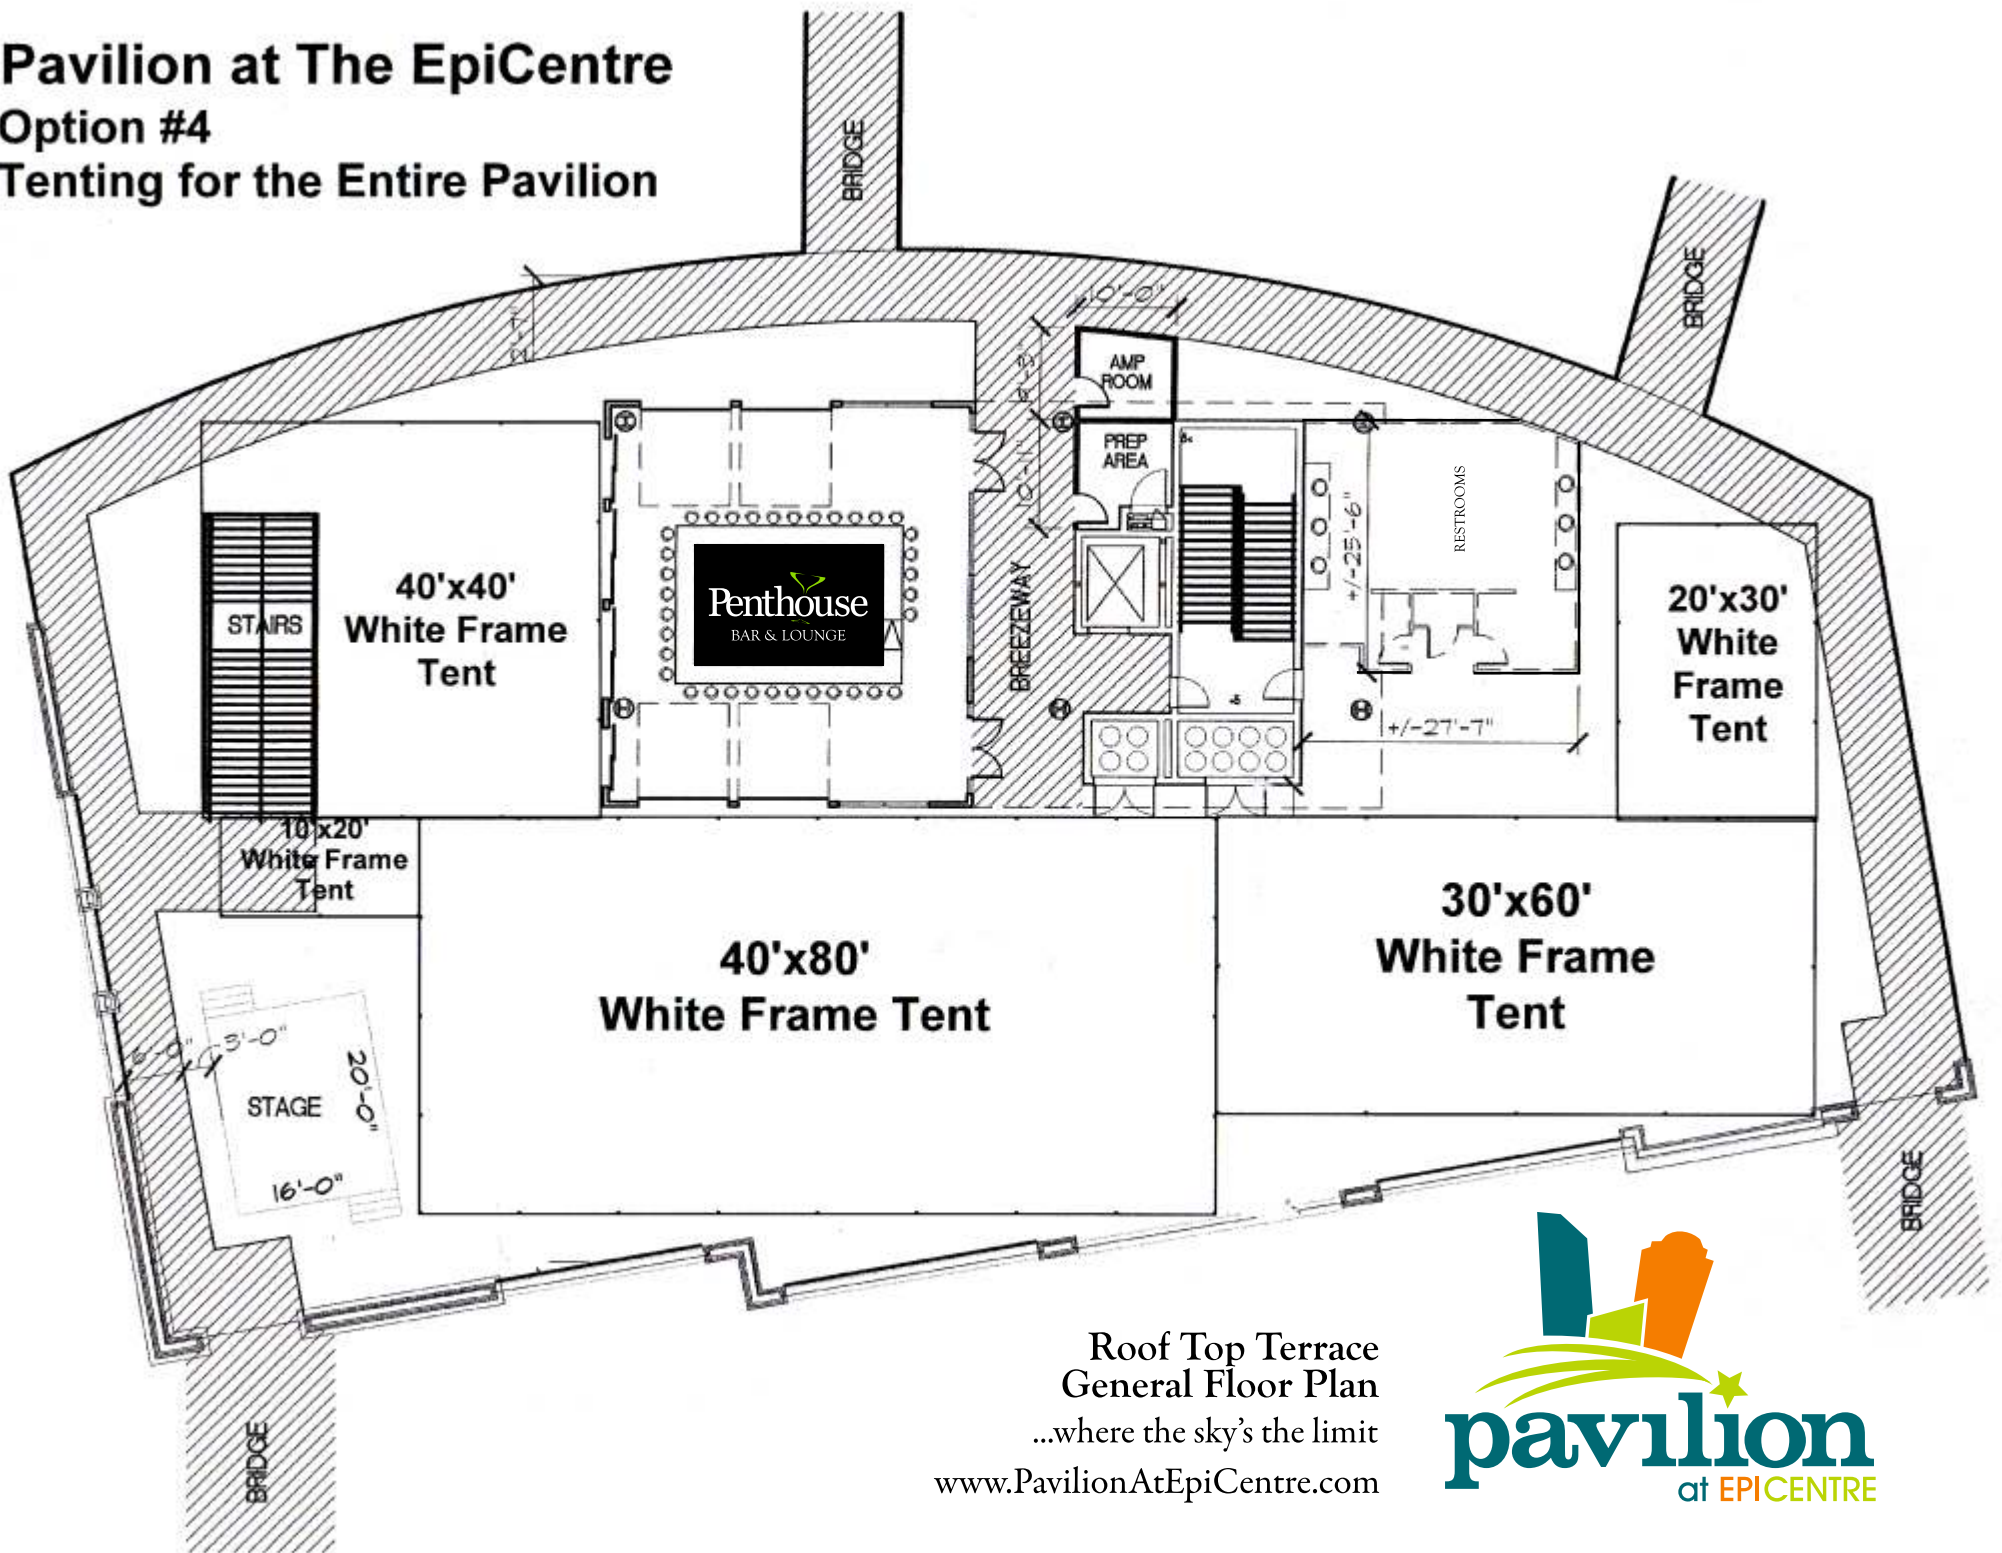 Pavilion at The EpiCentre
Option #4
Tenting for the Entire Pavilion
BRIDGE
BRIDGE
10'-0"
AMP
ROOM
PREP
AREA
RESTROOMS
+/-25'-6"
40'x40'
White Frame
Tent
STAIRS
Penthouse
BAR & LOUNGE
BREEZEWAY
20'x30'
White
Frame
Tent
+/-27'-7"
10'x20'
White Frame
Tent
40'x80'
White Frame Tent
30'x60'
White Frame
Tent
6'-0"
3'-0"
20'-0"
STAGE
16'-0"
BRIDGE
BRIDGE
Roof Top Terrace
General Floor Plan
...where the sky's the limit
www.PavilionAtEpiCentre.com
pavilion
at EPICENTRE